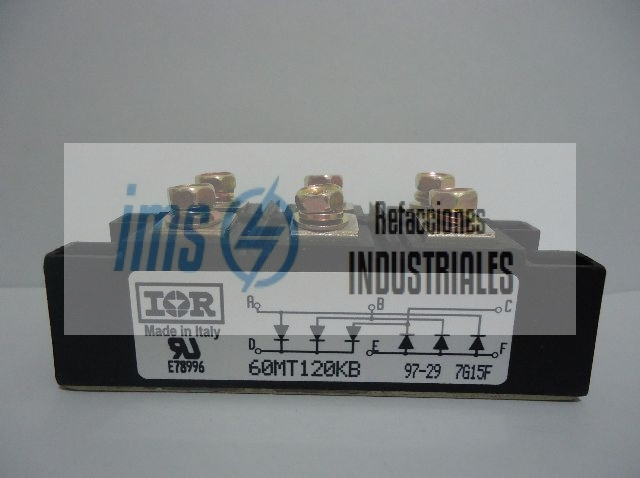 ims
Refacciones
INDUSTRIALES
IOR
Made in Italy
E78996
A B C
D E F
60MT120KB 97-29 7G15F